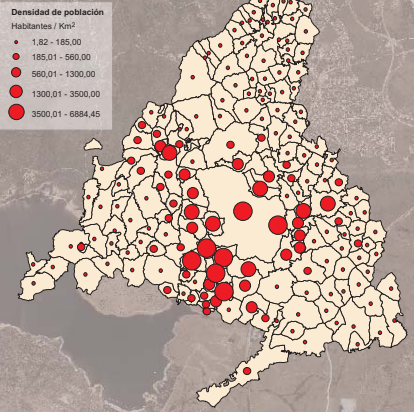 Densidad de población
Habitantes / Km²
1,82 - 185,00
185,01 - 560,00
560,01 - 1300,00
1300,01 - 3500,00
3500,01 - 6884,45